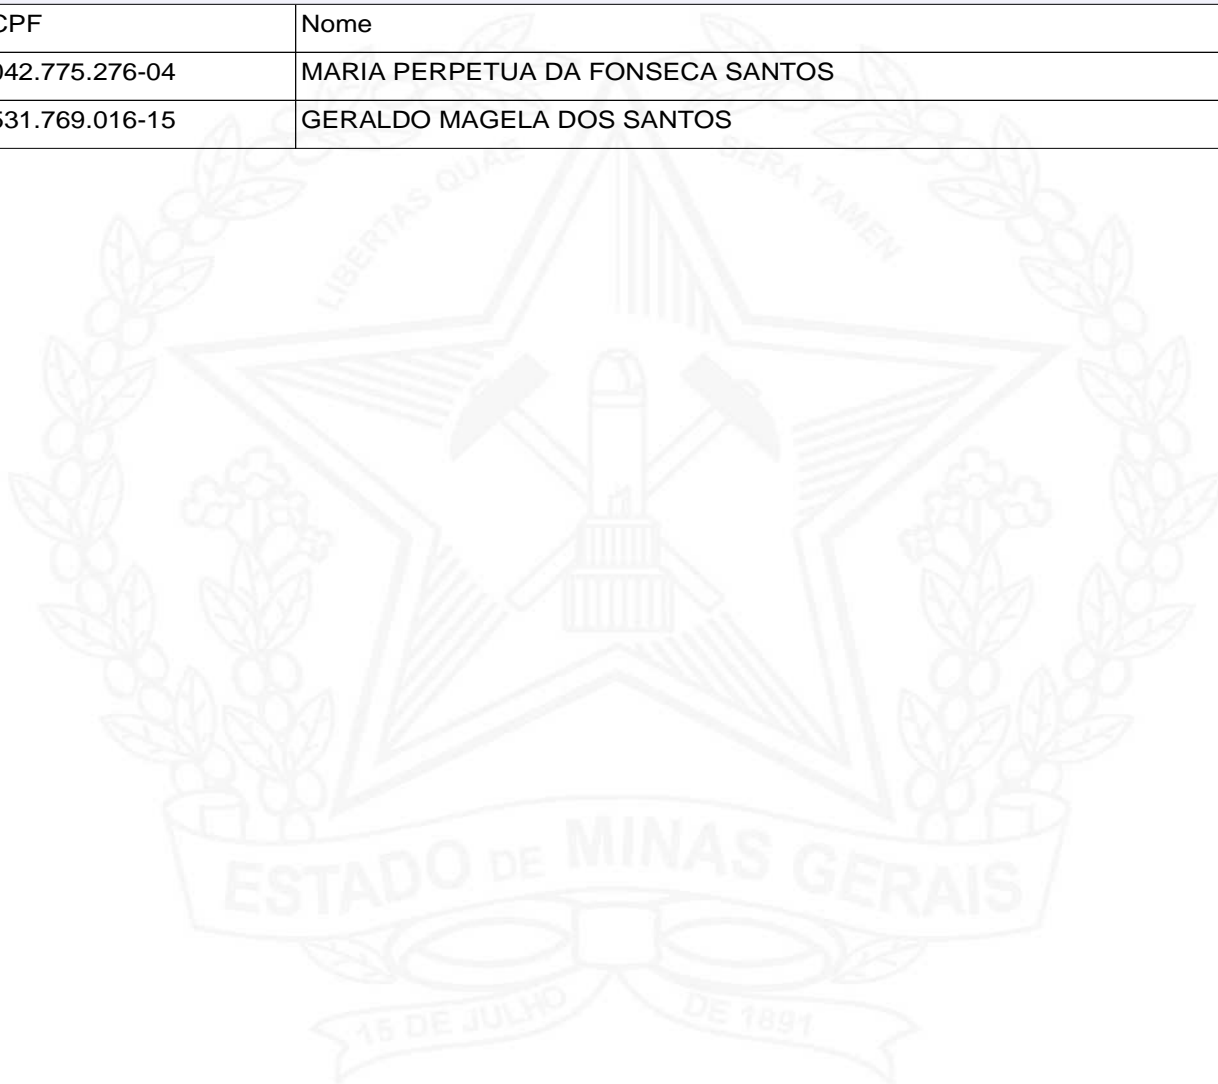 CPF Nome
042.775.276-04 MARIA PERPETUA DA FONSECA SANTOS
531.769.016-15 GERALDO MAGELA DOS SANTOS
LIBERTAS QUAE SERA TAMEN
ESTADO DE MINAS GERAIS
15 DE JULHO DE 1891